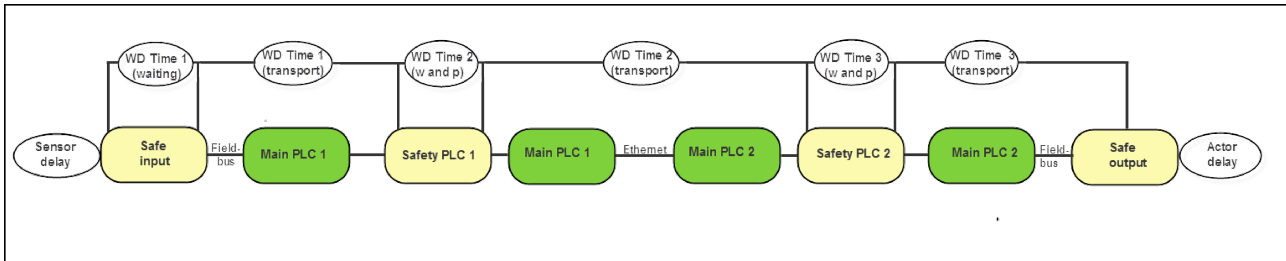 WD Time 1
(waiting)
WD Time 1
(transport)
WD Time 2
(w and p)
WD Time 2
(transport)
WD Time 3
(w and p)
WD Time 3
(transport)
Sensor
delay
Safe
input
Field-
bus
Main PLC 1
Safety PLC 1
Main PLC 1
Ethernet
Main PLC 2
Safety PLC 2
Main PLC 2
Field-
bus
Safe
output
Actor
delay